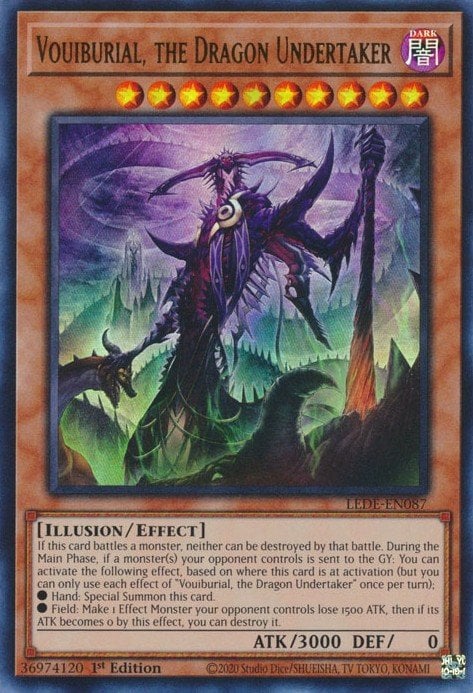 VOUIBURIAL, THE DRAGON UNDERTAKER
DARK
闇
LEDE-EN087
[ILLUSION/EFFECT]
If this card battles a monster, neither can be destroyed by that battle. During the
Main Phase, if a monster(s) your opponent controls is sent to the GY: You can
activate the following effect, based on where this card is at activation (but you
can only use each effect of "Vouiburial, the Dragon Undertaker" once per turn);
● Hand: Special Summon this card.
● Field: Make 1 Effect Monster your opponent controls lose 1500 ATK, then if its
ATK becomes 0 by this effect, you can destroy it.
ATK/3000 DEF/ 0
36974120 1st Edition ©2020 Studio Dice/SHUEISHA, TV TOKYO, KONAMI